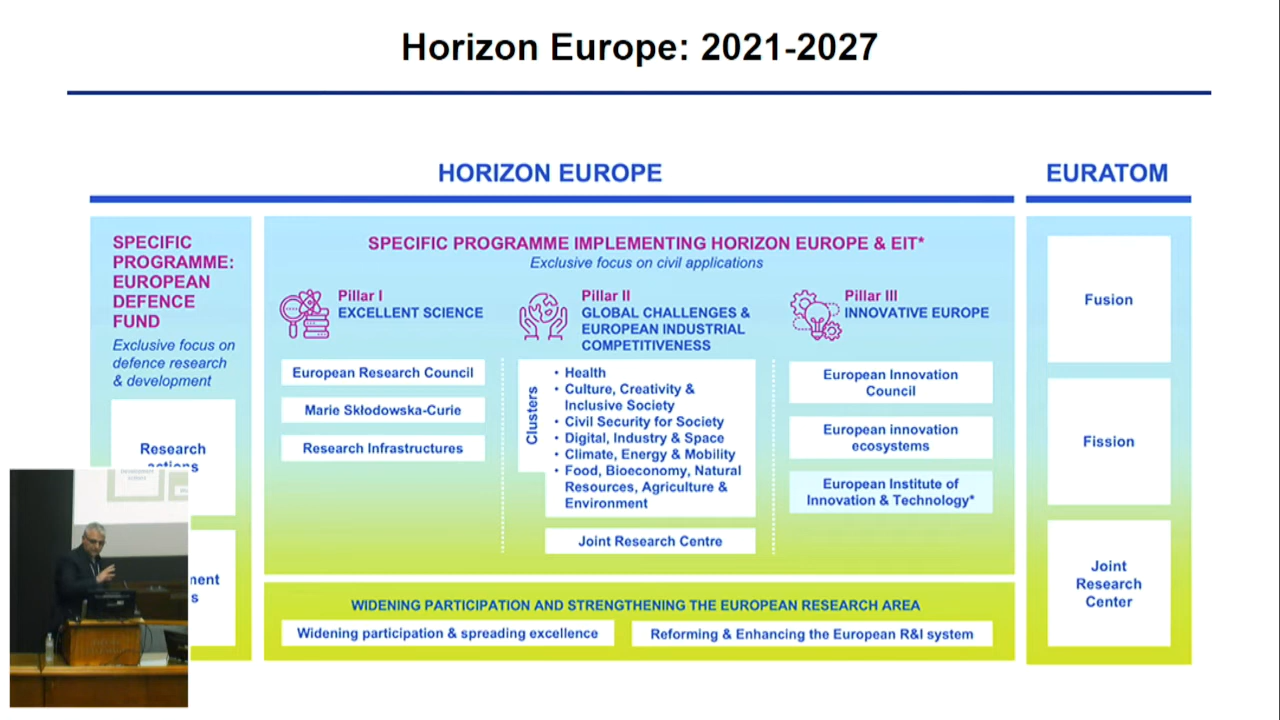 Horizon Europe: 2021-2027
HORIZON EUROPE
EURATOM
SPECIFIC
PROGRAMME:
EUROPEAN
DEFENCE
FUND
Exclusive focus on
defence research
& development
Research
actions
SPECIFIC PROGRAMME IMPLEMENTING HORIZON EUROPE & EIT*
Exclusive focus on civil applications
Pillar I
EXCELLENT SCIENCE
European Research Council
Marie Skłodowska-Curie
Research Infrastructures
Pillar II
GLOBAL CHALLENGES &
EUROPEAN INDUSTRIAL
COMPETITIVENESS
Clusters
• Health
• Culture, Creativity &
Inclusive Society
• Civil Security for Society
• Digital, Industry & Space
• Climate, Energy & Mobility
• Food, Bioeconomy, Natural
Resources, Agriculture &
Environment
Joint Research Centre
Pillar III
INNOVATIVE EUROPE
European Innovation
Council
European innovation
ecosystems
European Institute of
Innovation & Technology*
WIDENING PARTICIPATION AND STRENGTHENING THE EUROPEAN RESEARCH AREA
Widening participation & spreading excellence
Reforming & Enhancing the European R&I system
Fusion
Fission
Joint
Research
Center